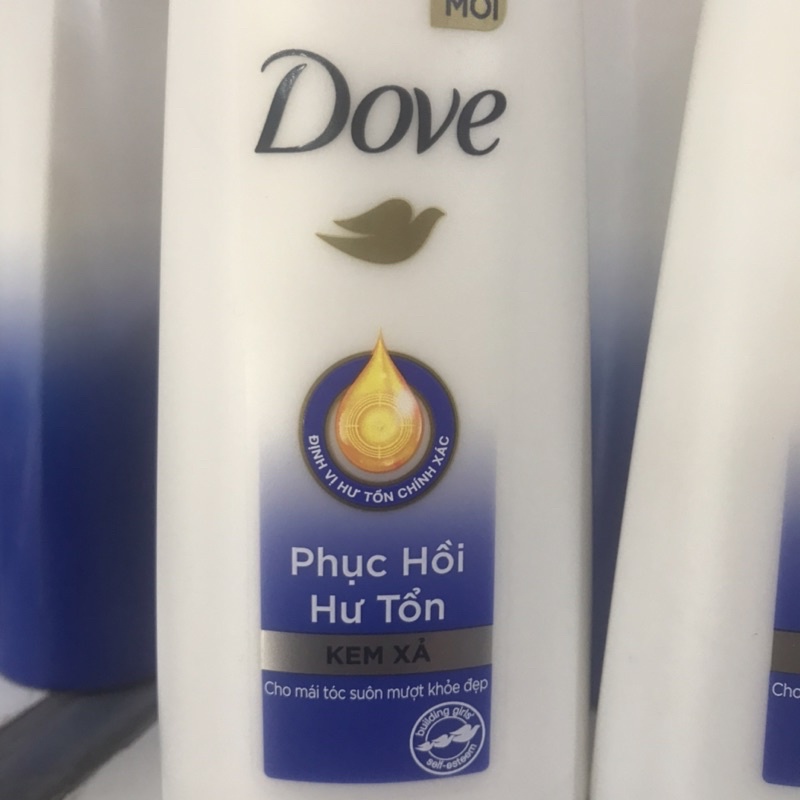 MỚI
Dove
ĐỊNH VỊ HƯ TỔN CHÍNH XÁC
Phục Hồi
Hư Tổn
KEM XẢ
Cho mái tóc suôn mượt khỏe đẹp
building girls'
self-esteem
Cho